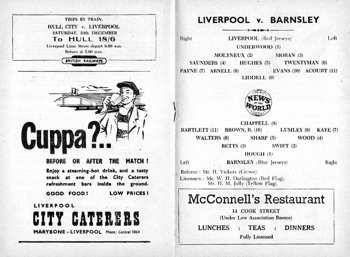 TRIPS BY TRAIN.
HULL CITY v. LIVERPOOL
SATURDAY, 18th DECEMBER
To HULL 18/6
Liverpool Lime Street depart 9.00 a.m.
Return at 5.00 p.m.
BRITISH RAILWAYS
Cuppa?..
BEFORE OR AFTER THE MATCH!
Enjoy a steaming-hot drink, and a tasty
snack at one of the City Caterers
refreshment bars inside the ground.
GOOD FOOD! LOW PRICES!
LIVERPOOL
CITY CATERERS
MARYBONE - LIVERPOOL Phone: Central 1864
LIVERPOOL v. BARNSLEY
Right LIVERPOOL (Red Jerseys) Left
UNDERWOOD (1)
MOLYNEUX (2) MORAN (3)
SAUNDERS (4) HUGHES (5) TWENTYMAN (6)
PAYNE (7) ARNELL (8) EVANS (10) ACOURT (11)
LIDDELL (9)
NEWS OF THE WORLD
CHAPPELL (9)
BARTLETT (11) BROWN, R. (10) LUMLEY (8) KAYE (7)
WALTERS (6) SHARP (5) WOOD (4)
BETTS (3) SWIFT (2)
HOUGH (1)
Left BARNSLEY (Blue Jerseys) Right
Referee: Mr. H. Vickers (Crewe)
Linesmen: Mr. W. H. Darlington (Red Flag),
Mr. H. M. Jolly (Yellow Flag).
McConnell's Restaurant
14 COOK STREET
(Under Law Association Rooms)
LUNCHES : TEAS : DINNERS
Fully Licensed